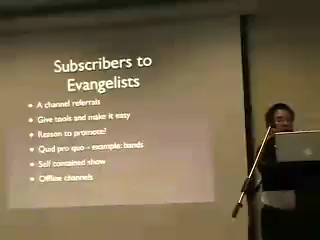 Subscribers to
Evangelists
A channel referrals
Give tools and make it easy
Reason to promote?
Quid pro quo - example: bands
Self contained show
Offline channels